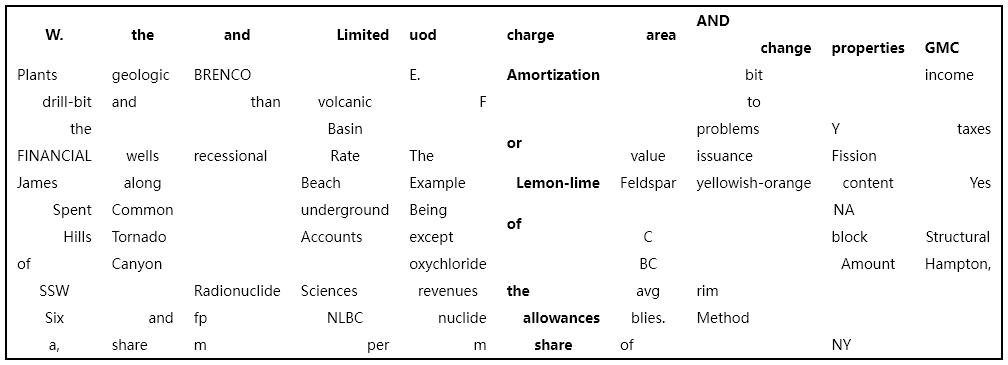 W. the and Limited uod charge area AND change properties GMC
Plants geologic BRENCO E. Amortization bit income
drill-bit and than volcanic F to
the Basin problems Y taxes
FINANCIAL wells recessional Rate The or value issuance Fission
James along Beach Example Lemon-lime Feldspar yellowish-orange content Yes
Spent Common underground Being of NA
Hills Tornado Accounts except C block Structural
of Canyon oxychloride BC Amount Hampton,
SSW Radionuclide Sciences revenues the avg rim
Six and fp NLBC nuclide allowances blies. Method
a, share m per m share of NY